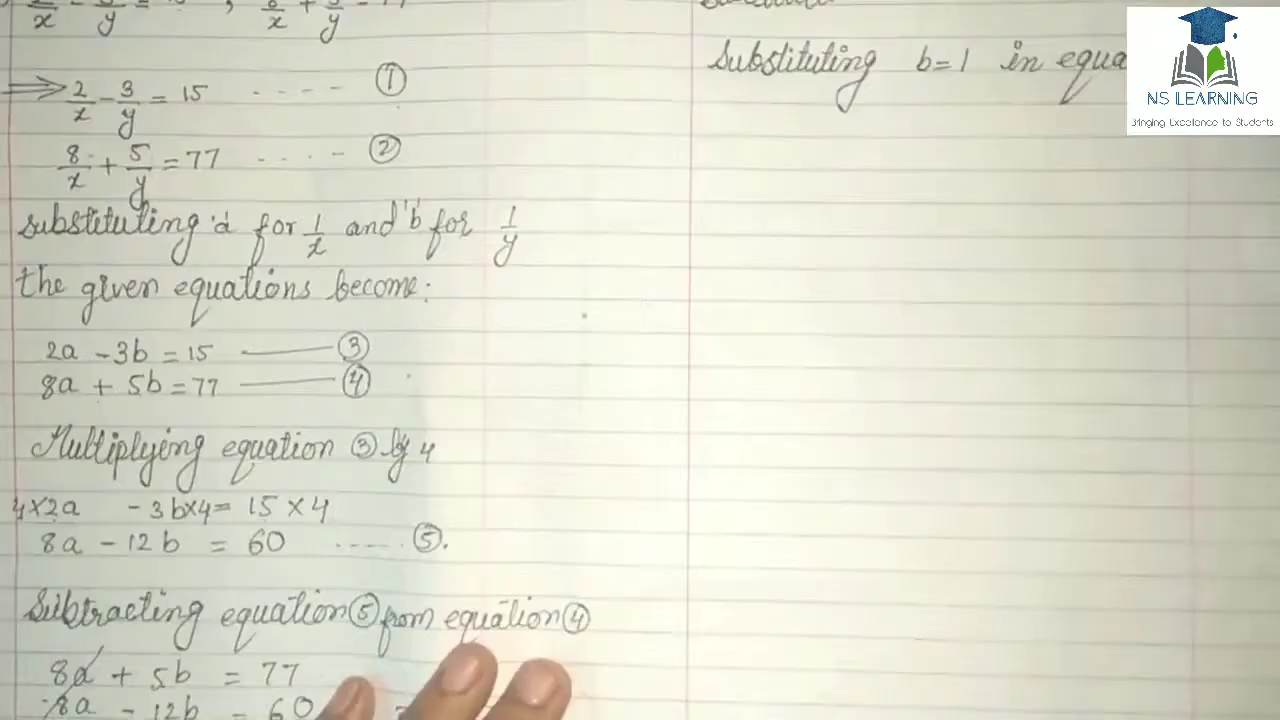 2/x - 3/y = 15 ---- ①
8/x + 5/y = 77 ---- ②
Substituting 'a' for 1/x and 'b' for 1/y
the given equations become:
2a - 3b = 15 —— ③
8a + 5b = 77 —— ④
Multiplying equation ③ by 4
4×2a - 3b×4 = 15 × 4
8a - 12b = 60 ..... ⑤.
Subtracting equation ⑤ from equation ④
8a + 5b = 77
-8a - 12b = 60
Substituting b=1 in
NS LEARNING
Bringing Excellence to Students